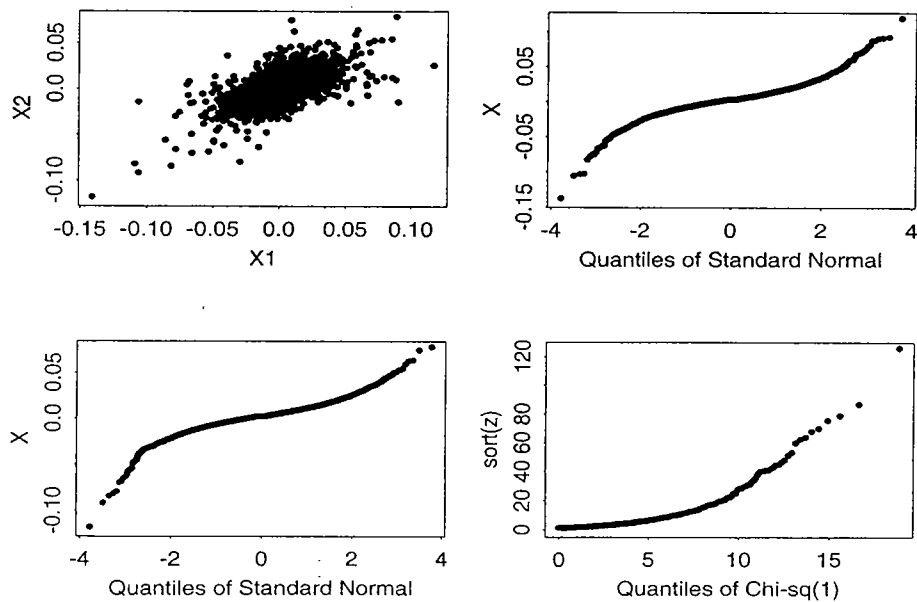 X2
0.05
0.0
-0.10
-0.15 -0.10 -0.05 0.0 0.05 0.10
X1
X
0.05
-0.05
-0.15
-4 -2 0 2 4
Quantiles of Standard Normal
X
0.05
0.0
-0.10
-4 -2 0 2 4
Quantiles of Standard Normal
sort(z)
120
80
60
40
20
0
0 5 10 15
Quantiles of Chi-sq(1)